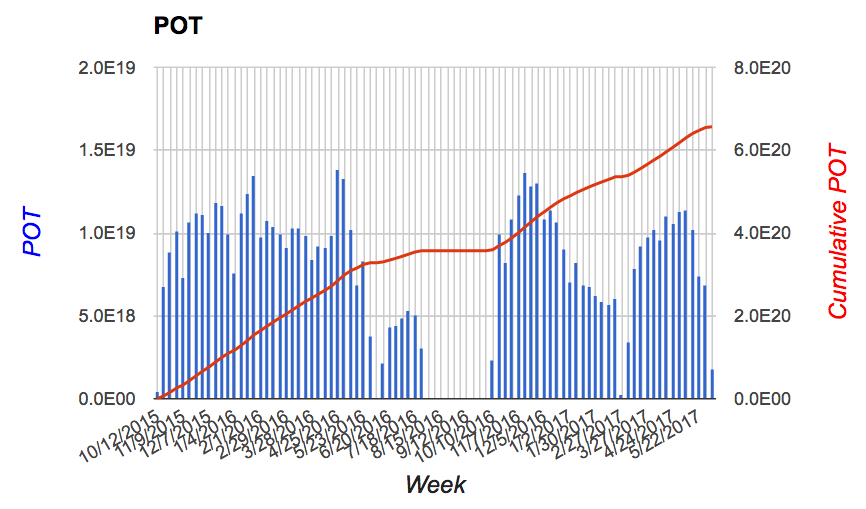 POT
2.0E19
1.5E19
1.0E19
5.0E18
0.0E00
8.0E20
6.0E20
4.0E20
2.0E20
0.0E00
POT
Cumulative POT
10/12/2015
11/9/2015
12/7/2015
1/4/2016
2/1/2016
2/29/2016
3/28/2016
4/25/2016
5/23/2016
6/20/2016
7/18/2016
8/15/2016
9/12/2016
10/10/2016
11/7/2016
12/5/2016
1/2/2017
1/30/2017
2/27/2017
3/27/2017
4/24/2017
5/22/2017
Week